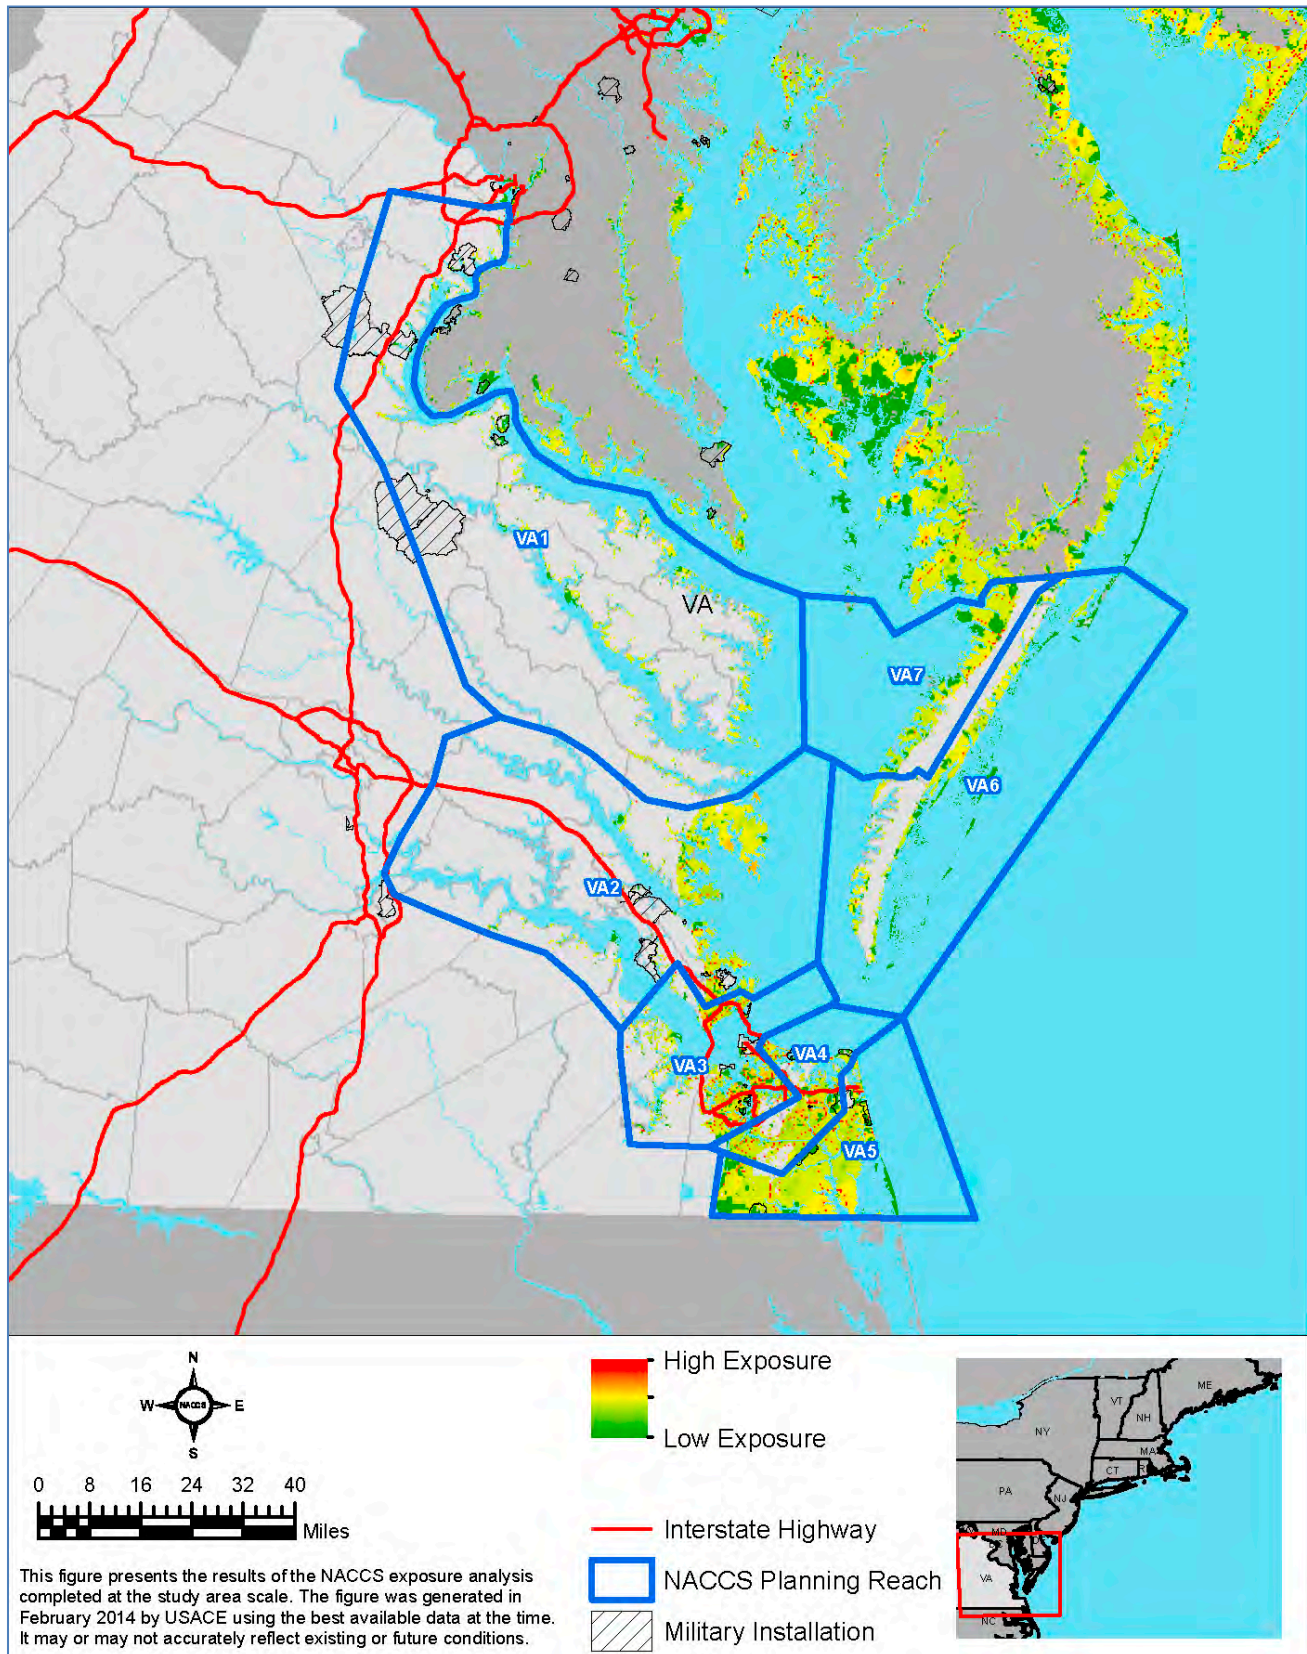 VA1
VA
VA7
VA6
VA2
VA3
VA4
VA5
N
W
NACCS
E
S
0 8 16 24 32 40
Miles
This figure presents the results of the NACCS exposure analysis
completed at the study area scale. The figure was generated in
February 2014 by USACE using the best available data at the time.
It may or may not accurately reflect existing or future conditions.
High Exposure
Low Exposure
Interstate Highway
NACCS Planning Reach
Military Installation
ME
VT
NH
NY
MA
CT
PA
NJ
MD
VA
NC